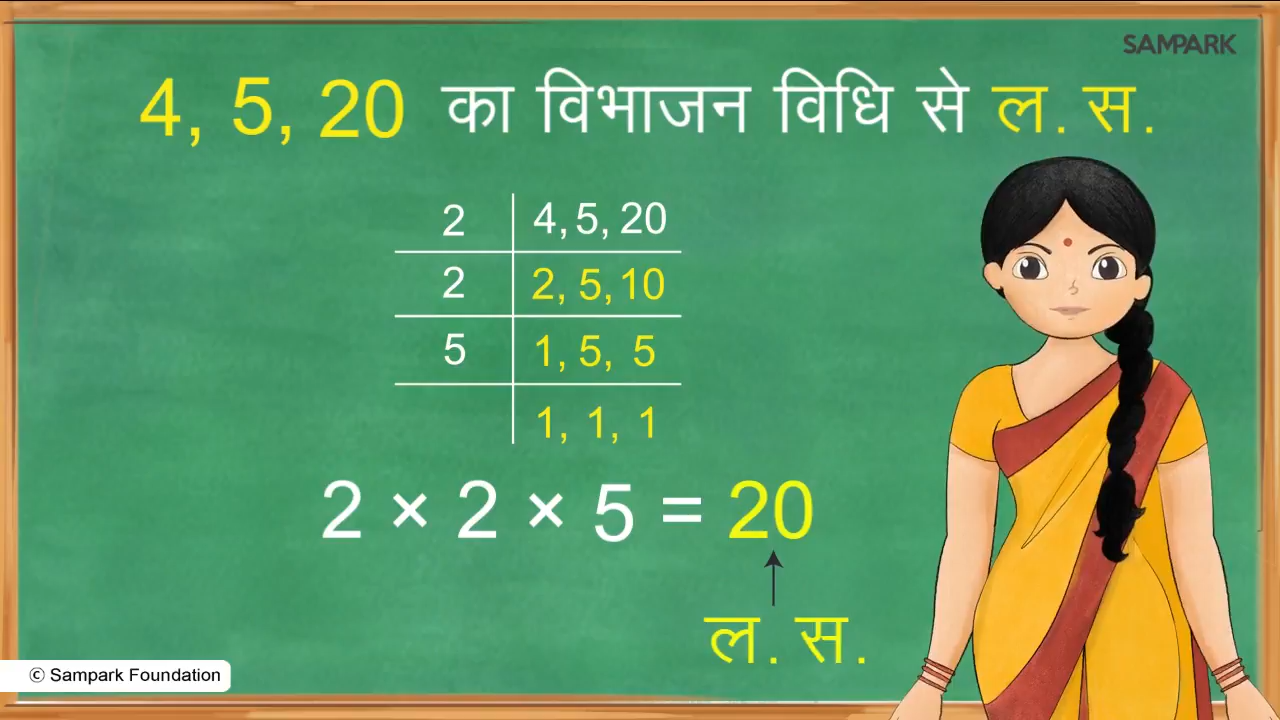 SAMPARK
4, 5, 20 का विभाजन विधि से ल. स.
2 4, 5, 20
2 2, 5, 10
5 1, 5, 5
1, 1, 1
2 × 2 × 5 = 20
ल. स.
© Sampark Foundation